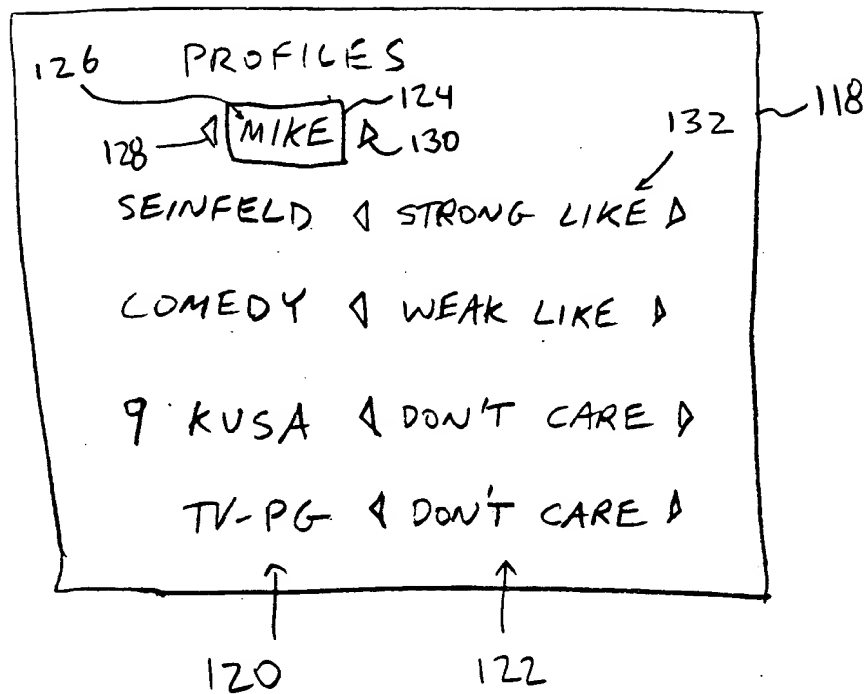 PROFILES
126
124
118
128 ◁ MIKE ▷ 130
132
SEINFELD ◁ STRONG LIKE ▷
COMEDY ◁ WEAK LIKE ▷
9 KUSA ◁ DON'T CARE ▷
TV-PG ◁ DON'T CARE ▷
120 122